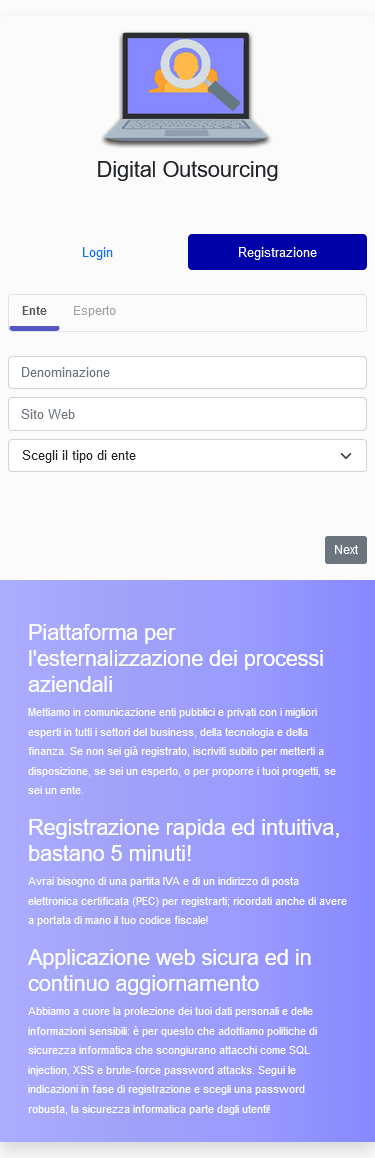 Digital Outsourcing
Login
Registrazione
Ente
Esperto
Denominazione
Sito Web
Scegli il tipo di ente
Next
Piattaforma per
l'esternalizzazione dei processi
aziendali
Mettiamo in comunicazione enti pubblici e privati con i migliori
esperti in tutti i settori del business, della tecnologia e della
finanza. Se non sei già registrato, iscriviti subito per metterti a
disposizione, se sei un esperto, o per proporre i tuoi progetti, se
sei un ente.
Registrazione rapida ed intuitiva,
bastano 5 minuti!
Avrai bisogno di una partita IVA e di un indirizzo di posta
elettronica certificata (PEC) per registrarti; ricordati anche di avere
a portata di mano il tuo codice fiscale!
Applicazione web sicura ed in
continuo aggiornamento
Abbiamo a cuore la protezione dei tuoi dati personali e delle
informazioni sensibili: è per questo che adottiamo politiche di
sicurezza informatica che scongiurano attacchi come SQL
injection, XSS e brute-force password attacks. Segui le
indicazioni in fase di registrazione e scegli una password
robusta, la sicurezza informatica parte dagli utenti!